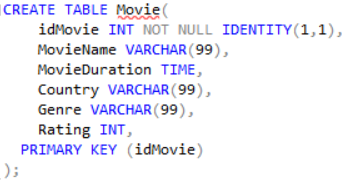 CREATE TABLE Movie(
idMovie INT NOT NULL IDENTITY(1,1),
MovieName VARCHAR(99),
MovieDuration TIME,
Country VARCHAR(99),
Genre VARCHAR(99),
Rating INT,
PRIMARY KEY (idMovie)
);